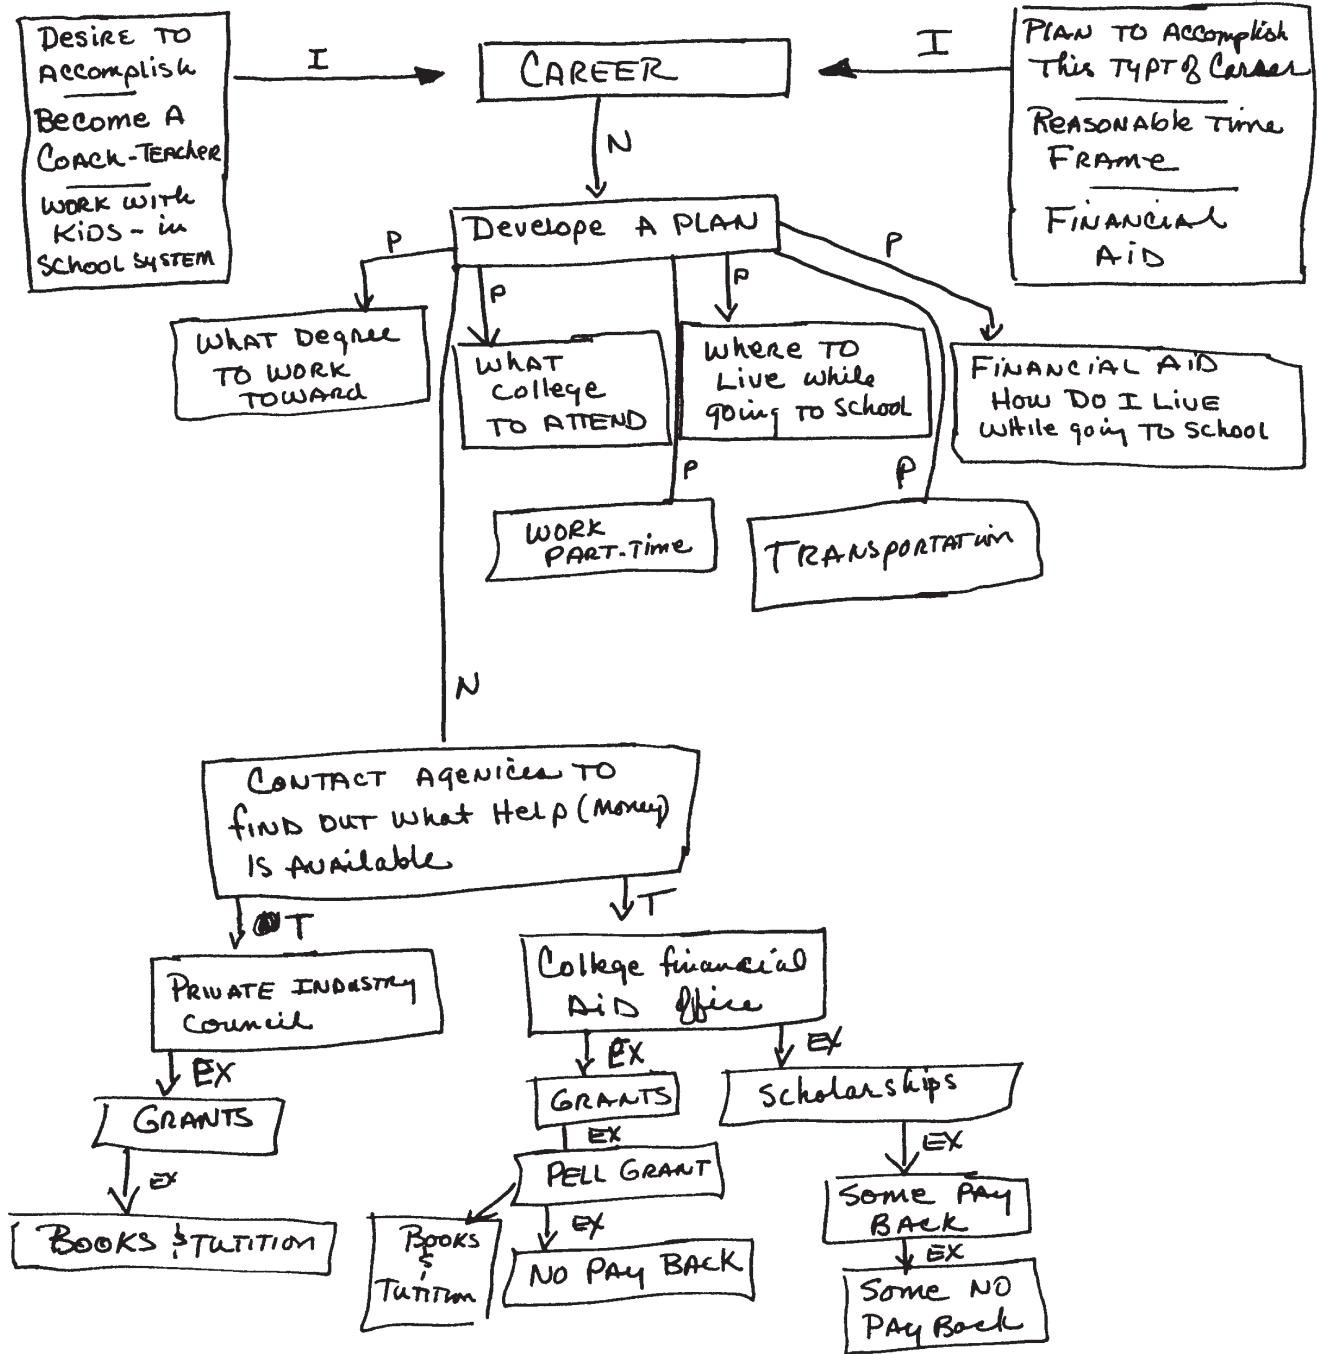 DESIRE TO
ACCOMPLISH
BECOME A
COACH-TEACHER
WORK WITH
KIDS - in
SCHOOL SYSTEM
I
CAREER
I
PLAN TO ACCOMPLISH
This TYPT of Career
REASONABLE TIME
FRAME
FINANCIAL
AID
N
Develope A PLAN
P
P
P
P
WHAT Degree
TO WORK
TOWARD
WHAT
College
TO ATTEND
WHERE TO
Live while
going TO School
FINANCIAL AID
HOW DO I LIVE
WHile going TO School
P
P
WORK
PART-TIME
TRANSPORTATION
N
CONTACT AgeNices TO
fIND OUT What Help (Money)
IS Available
T
T
PRIVATE INDUSTRY
Council
College financial
AiD Office
EX
EX
EX
GRANTS
GRANTS
Scholarships
EX
EX
EX
PELL GRANT
BOOKS & TUTITION
BOOKS
&
TUTITION
EX
NO PAY BACK
Some PAY
BACK
EX
Some NO
PAY Back